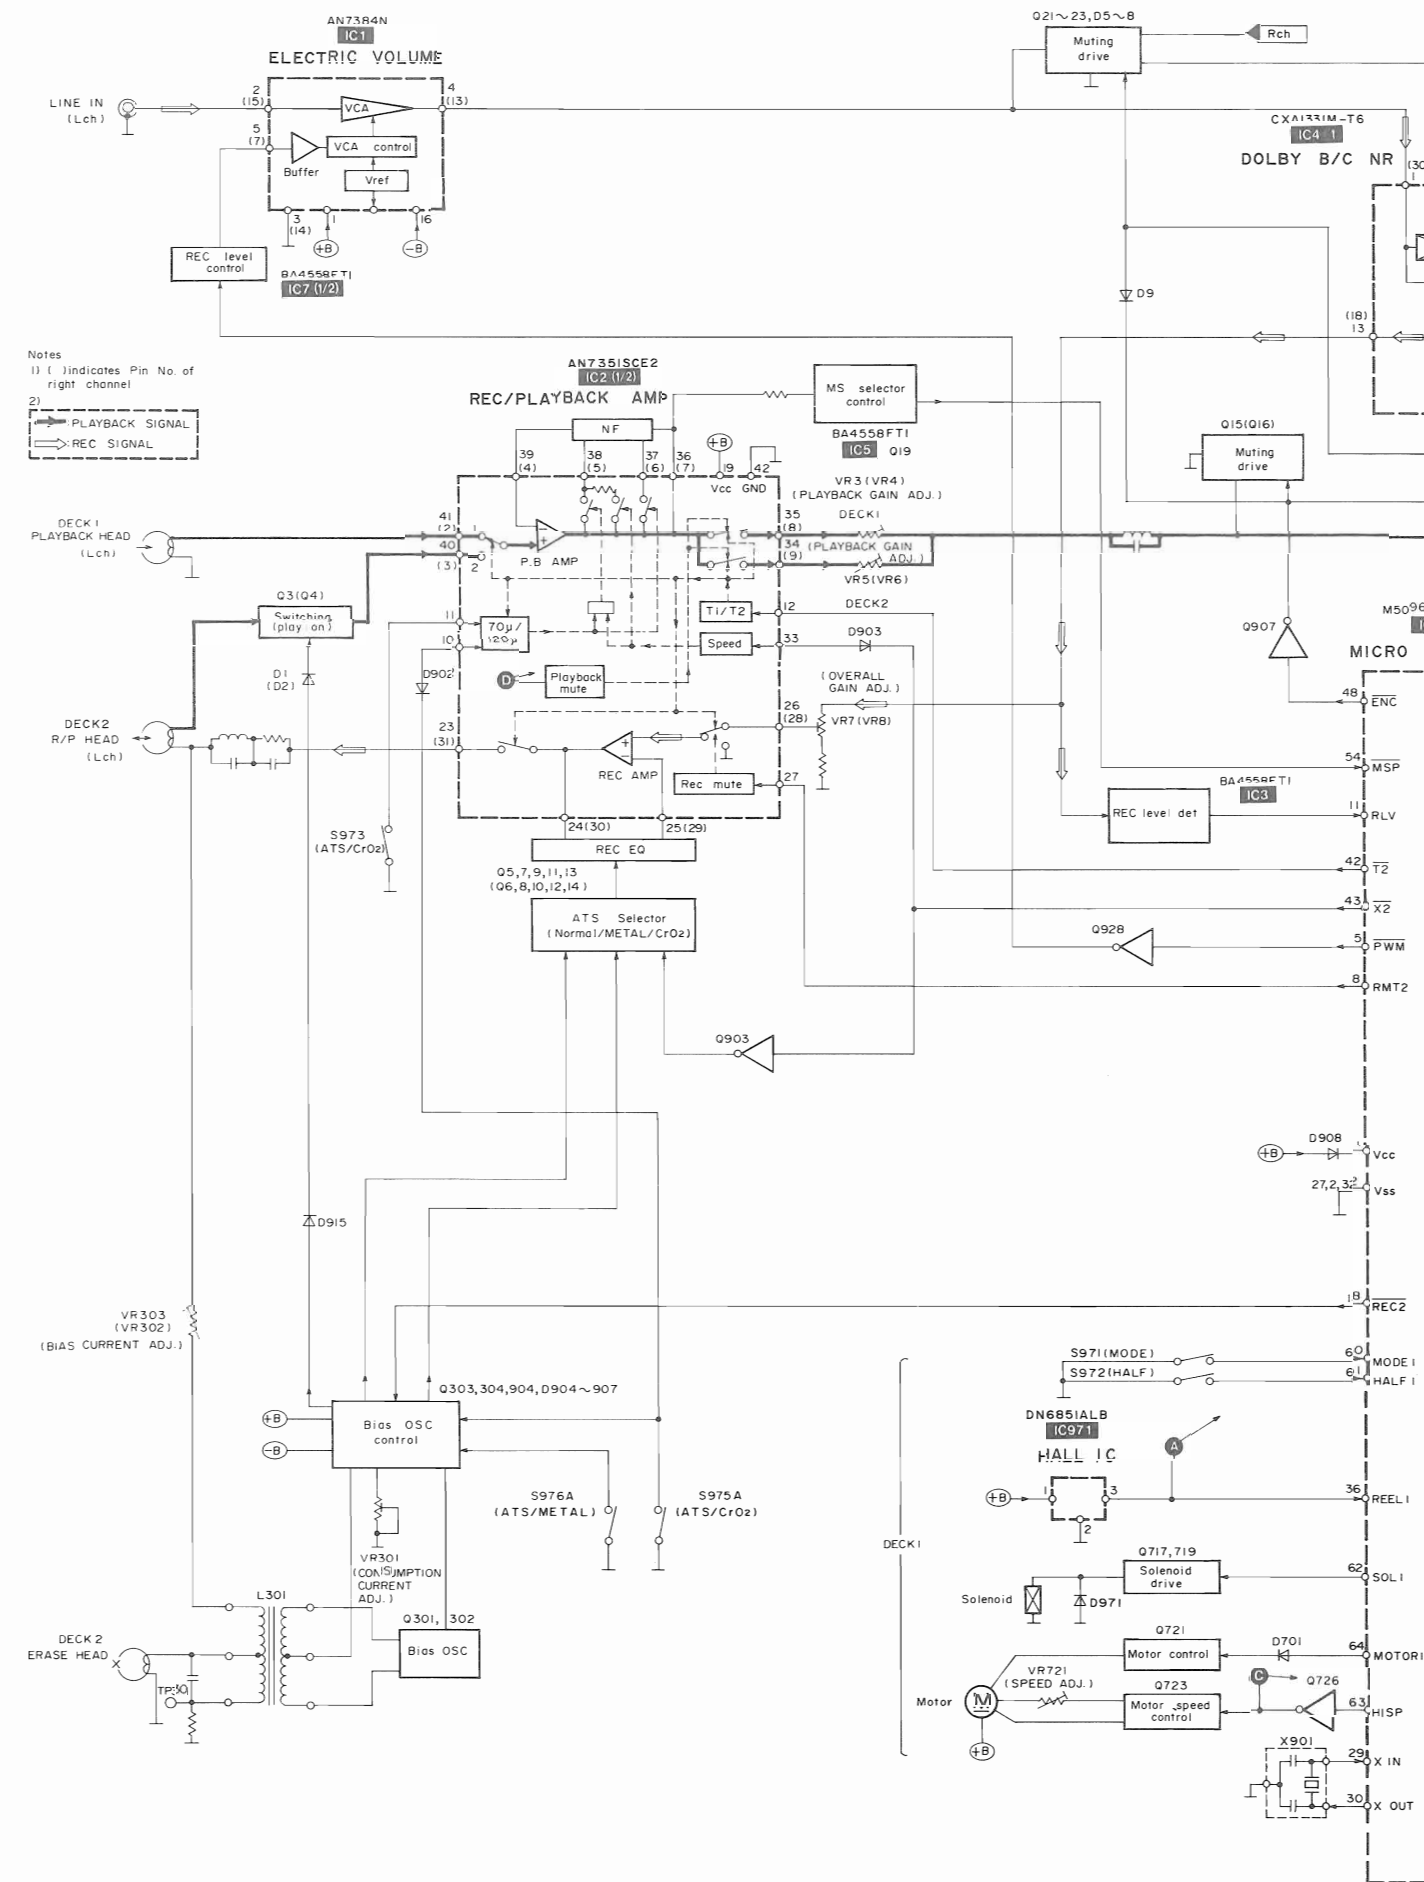 AN7384N
IC1
ELECTRIC VOLUME
LINE IN
(Lch)
2
(15)
4
(13)
5
(7)
VCA
VCA control
Buffer
Vref
3
(14)
1
16
+B
-B
REC level
control
BA4558FT1
IC7 (1/2)
Q21~23,D5~8
Muting
drive
Rch
CXA1331M-T6
IC4 1
DOLBY B/C NR
(30
1
D9
(18)
13
Notes
1) ( )indicates Pin No. of
right channel
2)
:PLAYBACK SIGNAL
:REC SIGNAL
AN7351SCE2
IC2 (1/2)
REC/PLAYBACK AMP
NF
MS selector
control
BA4558FT1
IC5 Q19
Q15(Q16)
Muting
drive
39
(4)
38
(5)
37
(6)
36
(7)
+B
19
42
Vcc GND
VR3(VR4)
(PLAYBACK GAIN ADJ.)
DECK1
PLAYBACK HEAD
(Lch)
41
(2)
40
(3)
1
2
P.B AMP
35
(8)
34
(9)
DECK1
(PLAYBACK GAIN
ADJ.)
VR5(VR6)
Q3(Q4)
Switching
(play on)
11
10
70μ/
120μ
T1/T2
12
DECK2
Speed
33
D903
Q907
M5096
MICRO
D1
(D2)
D902
D
Playback
mute
(OVERALL
GAIN ADJ.)
VR7(VR8)
48
ENC
DECK2
R/P HEAD
(Lch)
23
(31)
REC AMP
26
(28)
Rec mute
27
54
MSP
BA4558FT1
IC3
REC level det
11
RLV
S973
(ATS/CrO2)
24(30)
25(29)
REC EQ
Q5,7,9,11,13
(Q6,8,10,12,14)
ATS Selector
(Normal/METAL/CrO2)
42
T2
43
X2
Q928
5
PWM
8
RMT2
Q903
+B
D908
Vcc
27,2,32
Vss
D915
VR303
(VR302)
(BIAS CURRENT ADJ.)
18
REC2
S971(MODE)
60
MODE1
S972(HALF)
61
HALF1
Q303,304,904,D904~907
+B
-B
Bias OSC
control
DN6851ALB
IC971
HALL IC
A
+B
1
3
2
36
REEL1
S976A
(ATS/METAL)
S975A
(ATS/CrO2)
DECK1
VR301
(CONSUMPTION
CURRENT
ADJ.)
Q717,719
Solenoid
drive
62
SOL1
Solenoid
D971
L301
Q301, 302
Bias OSC
DECK2
ERASE HEAD
TP301
Q721
Motor control
D701
64
MOTOR1
VR721
(SPEED ADJ.)
Q723
Motor speed
control
C
Q726
63
HISP
Motor
M
+B
X901
29
X IN
30
X OUT